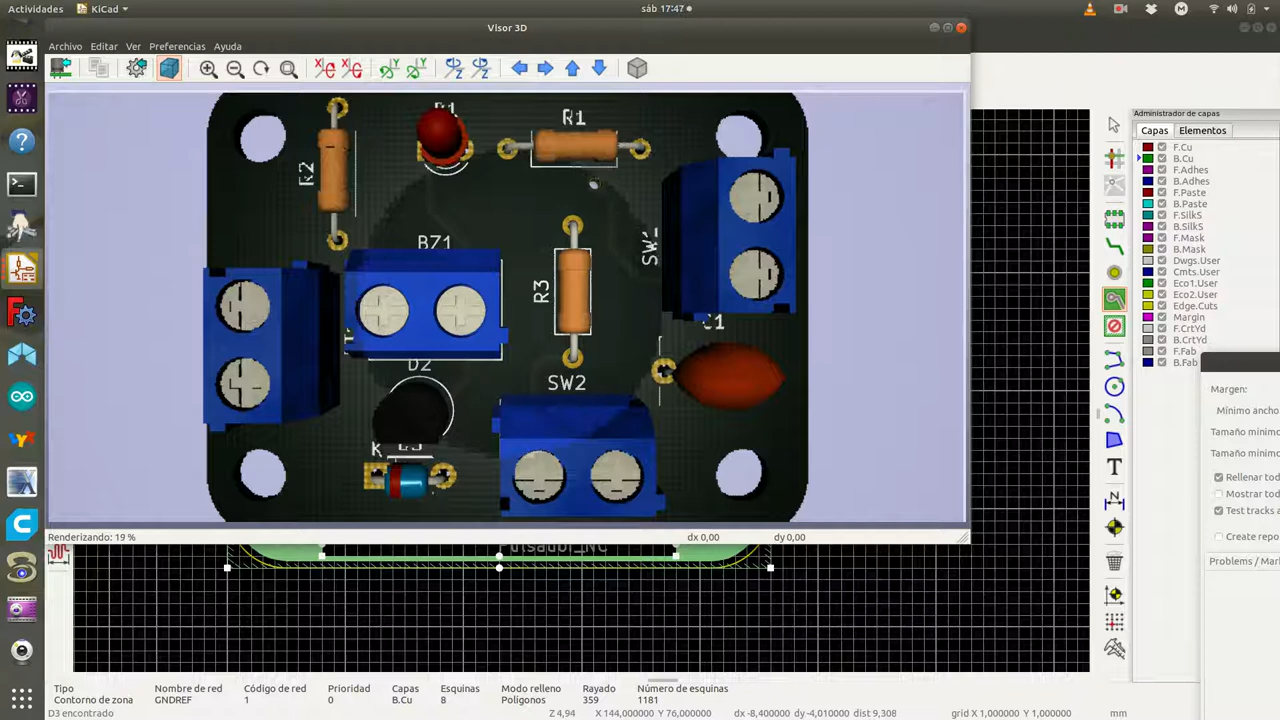 Actividades
KiCad
sáb 17:47
Visor 3D
Archivo Editar Ver Preferencias Ayuda
R1
R2
BZ1
R3
D2
SW2
K
Renderizando: 19 %
dx 0,00
dy 0,00
Administrador de capas
Capas Elementos
F.Cu
B.Cu
F.Adhes
B.Adhes
F.Paste
B.Paste
F.SilkS
B.SilkS
F.Mask
B.Mask
Dwgs.User
Cmts.User
Eco1.User
Eco2.User
Edge.Cuts
Margin
F.CrtYd
B.CrtYd
F.Fab
B.Fab
Margen:
Mínimo ancho
Tamaño mínimo
Tamaño mínimo
Rellenar tod
Mostrar tod
Test tracks a
Create repo
Problems / Mar
Tipo
Contorno de zona
Nombre de red
GNDREF
Código de red
1
Prioridad
0
Capas
B.Cu
Esquinas
8
Modo relleno
Polígonos
Rayado
359
Número de esquinas
1181
D3 encontrado
Z 4,94
X 144,000000 Y 76,000000
dx -8,400000 dy -4,010000 dist 9,308
grid X 1,000000 Y 1,000000
mm